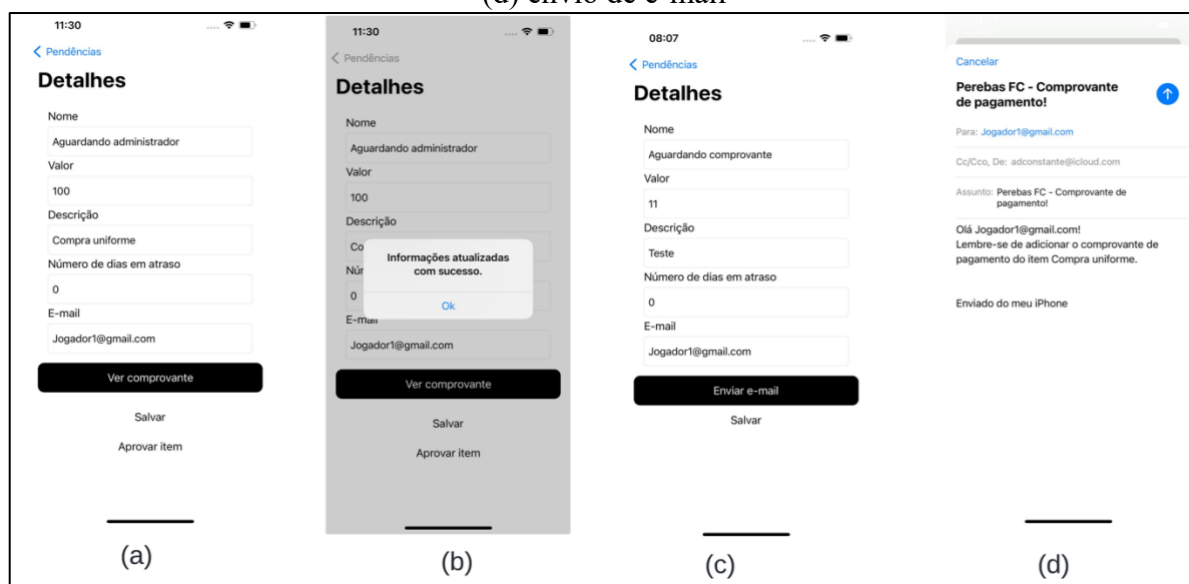 (d) envio de e-mail
11:30
Pendências
Detalhes
Nome
Aguardando administrador
Valor
100
Descrição
Compra uniforme
Número de dias em atraso
0
E-mail
Jogador1@gmail.com
Ver comprovante
Salvar
Aprovar item
(a)
11:30
Pendências
Detalhes
Nome
Aguardando administrador
Valor
100
Descrição
Co
Informações atualizadas
com sucesso.
Núr
0
Ok
E-mail
Jogador1@gmail.com
Ver comprovante
Salvar
Aprovar item
(b)
08:07
Pendências
Detalhes
Nome
Aguardando comprovante
Valor
11
Descrição
Teste
Número de dias em atraso
0
E-mail
Jogador1@gmail.com
Enviar e-mail
Salvar
(c)
Cancelar
Perebas FC - Comprovante
de pagamento!
Para: Jogador1@gmail.com
Cc/Cco, De: adconstante@icloud.com
Assunto: Perebas FC - Comprovante de
pagamento!
Olá Jogador1@gmail.com!
Lembre-se de adicionar o comprovante de
pagamento do item Compra uniforme.
Enviado do meu iPhone
(d)